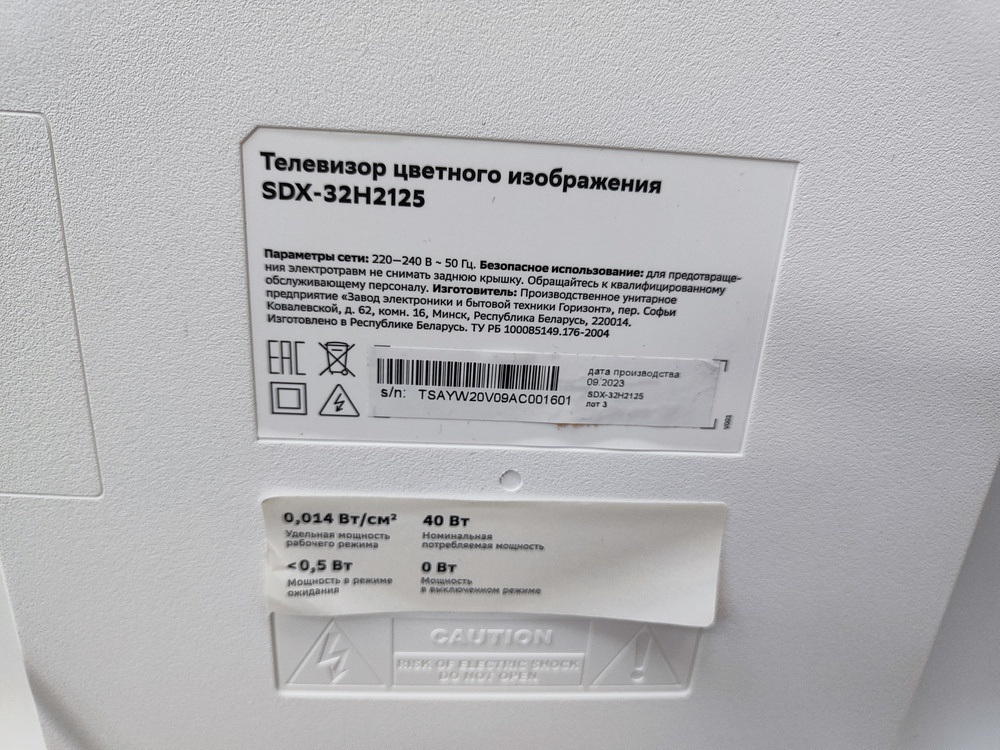 Телевизор цветного изображения
SDX-32H2125
Параметры сети: 220—240 В ~ 50 Гц. Безопасное использование: для предотвраще-
ния электротравм не снимать заднюю крышку. Обращайтесь к квалифицированному
обслуживающему персоналу. Изготовитель: Производственное унитарное
предприятие «Завод электроники и бытовой техники Горизонт», пер. Софьи
Ковалевской, д. 62, комн. 16, Минск, Республика Беларусь, 220014.
Изготовлено в Республике Беларусь. ТУ РБ 100085149.176-2004
EAC
s/n: TSAYW20V09AC001601
дата производства
09.2023
SDX-32H2125
лот 3
0,014 Вт/см²
Удельная мощность
рабочего режима
40 Вт
Номинальная
потребляемая мощность
<0,5 Вт
Мощность в режиме
ожидания
0 Вт
Мощность
в выключенном режиме
CAUTION
RISK OF ELECTRIC SHOCK
DO NOT OPEN